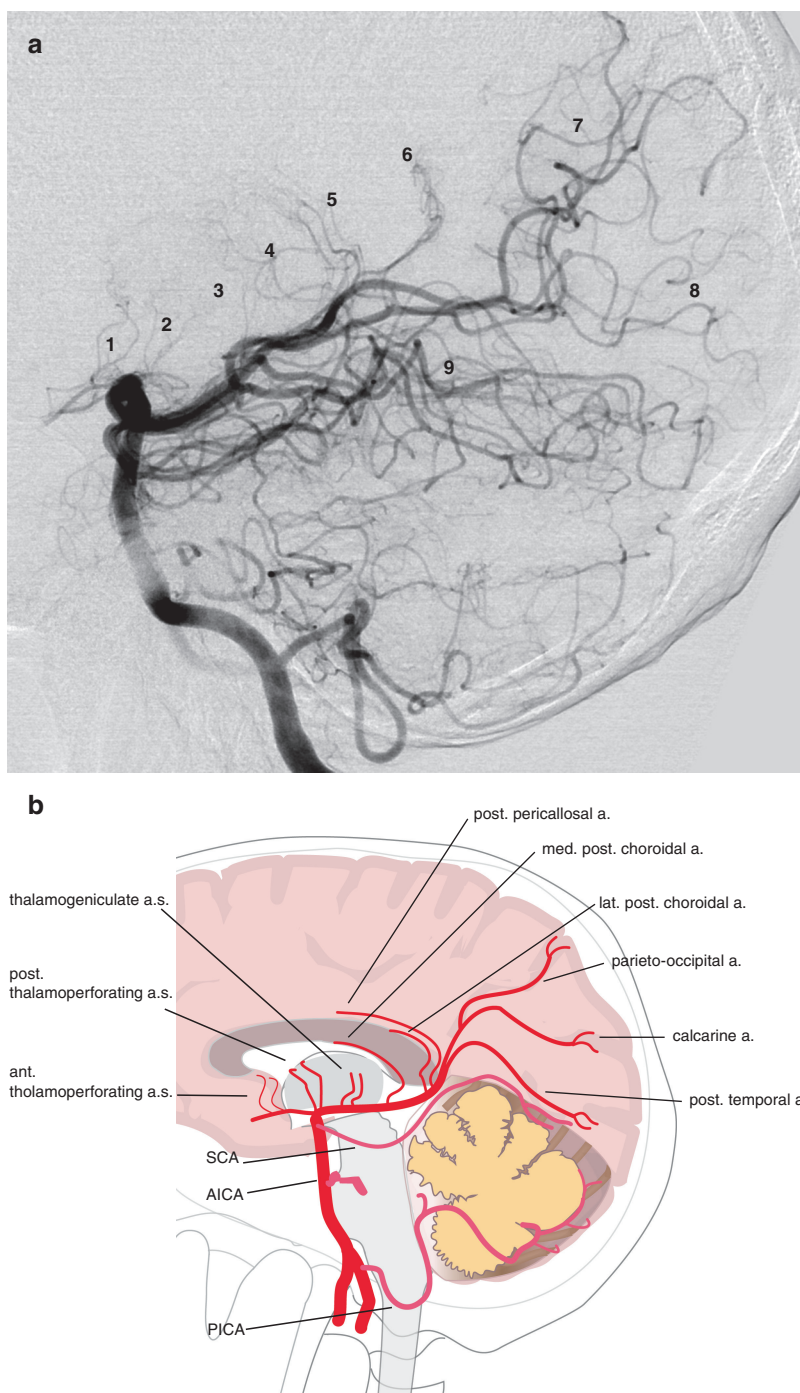 a
7
6
5
4
3
8
2
1
9
b
post. pericallosal a.
med. post. choroidal a.
thalamogeniculate a.s.
lat. post. choroidal a.
parieto-occipital a.
post.
thalamoperforating a.s.
calcarine a.
ant.
tholamoperforating a.s.
post. temporal a
SCA
AICA
PICA